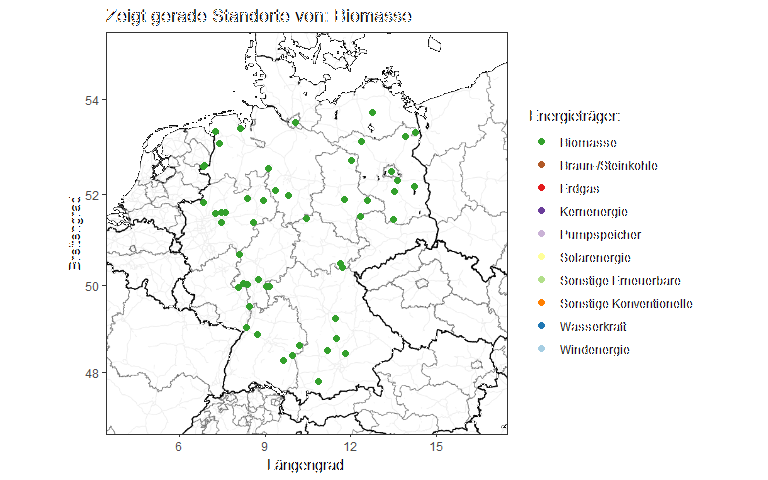 Zeigt gerade Standorte von: Biomasse
54
52
50
48
Breitengrad
6
9
12
15
Längengrad
Energieträger:
Biomasse
Braun-/Steinkohle
Erdgas
Kernenergie
Pumpspeicher
Solarenergie
Sonstige Erneuerbare
Sonstige Konventionelle
Wasserkraft
Windenergie